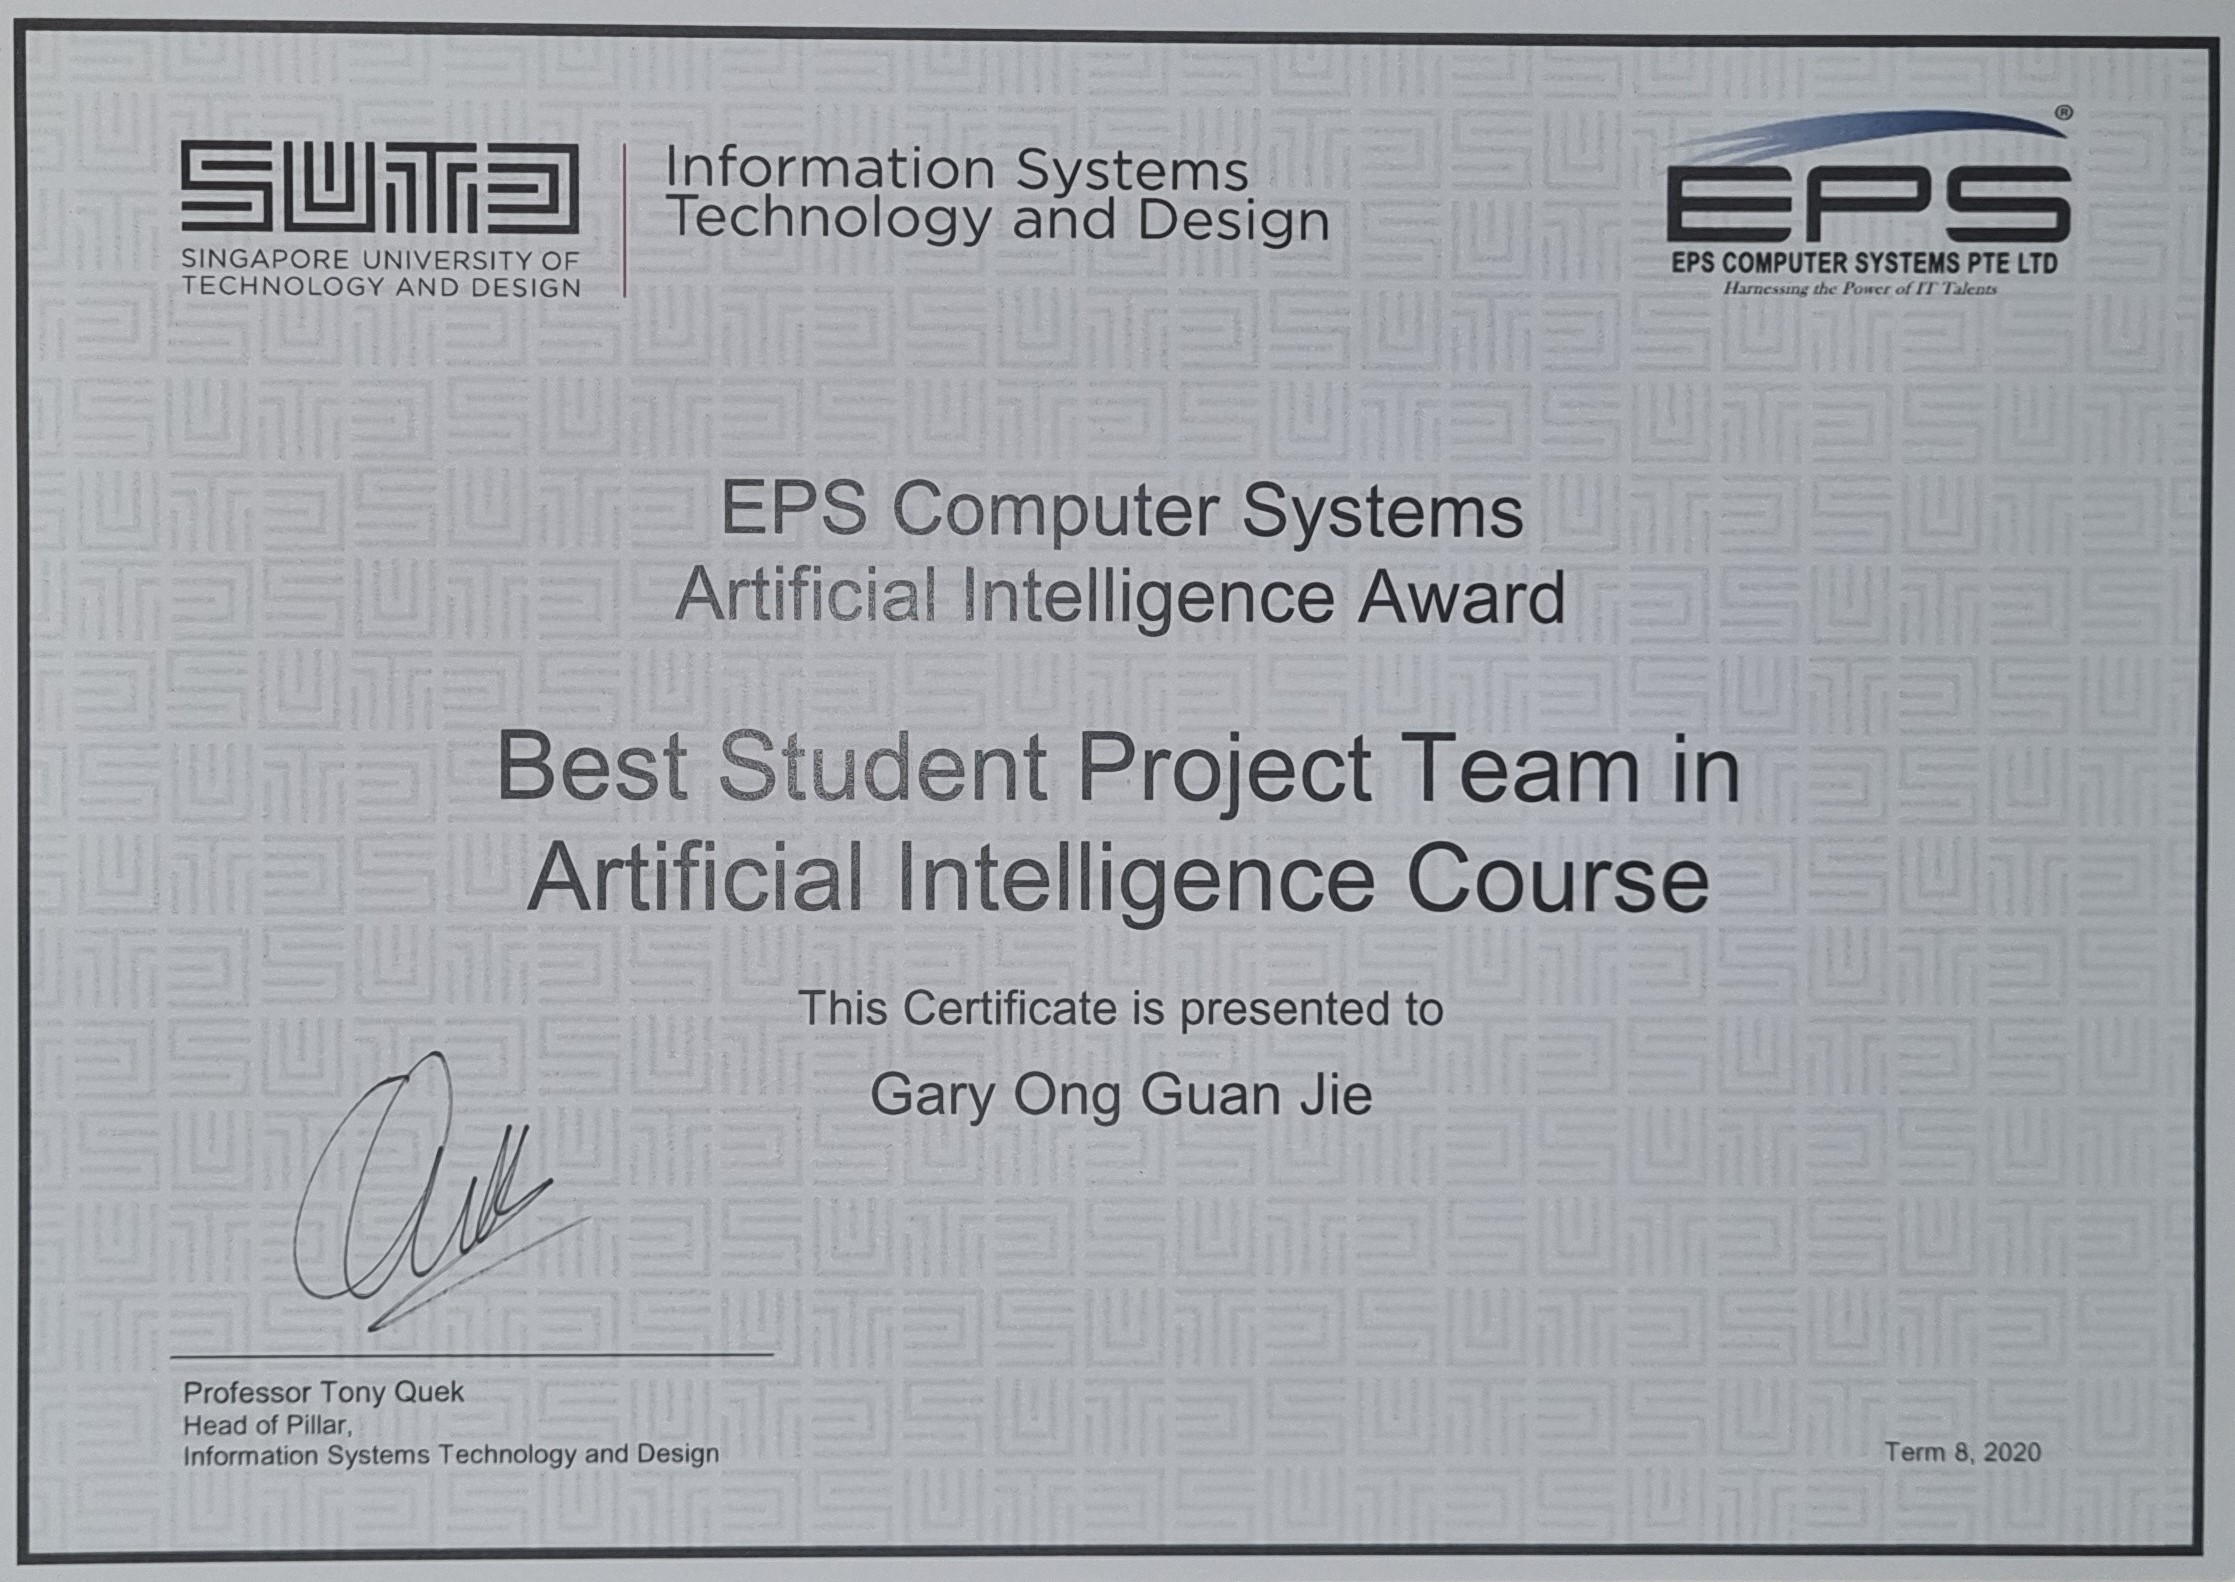 SUTD
SINGAPORE UNIVERSITY OF
TECHNOLOGY AND DESIGN
Information Systems
Technology and Design
®
EPS
EPS COMPUTER SYSTEMS PTE LTD
Harnessing the Power of IT Talents
EPS Computer Systems
Artificial Intelligence Award
Best Student Project Team in
Artificial Intelligence Course
This Certificate is presented to
Gary Ong Guan Jie
Quek
Professor Tony Quek
Head of Pillar,
Information Systems Technology and Design
Term 8, 2020